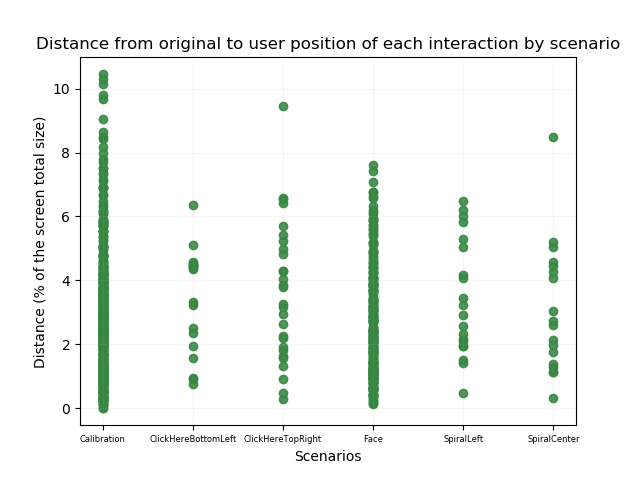 Distance from original to user position of each interaction by scenario
Distance (% of the screen total size)
10
8
6
4
2
0
Calibration ClickHereBottomLeft ClickHereTopRight Face SpiralLeft SpiralCenter
Scenarios